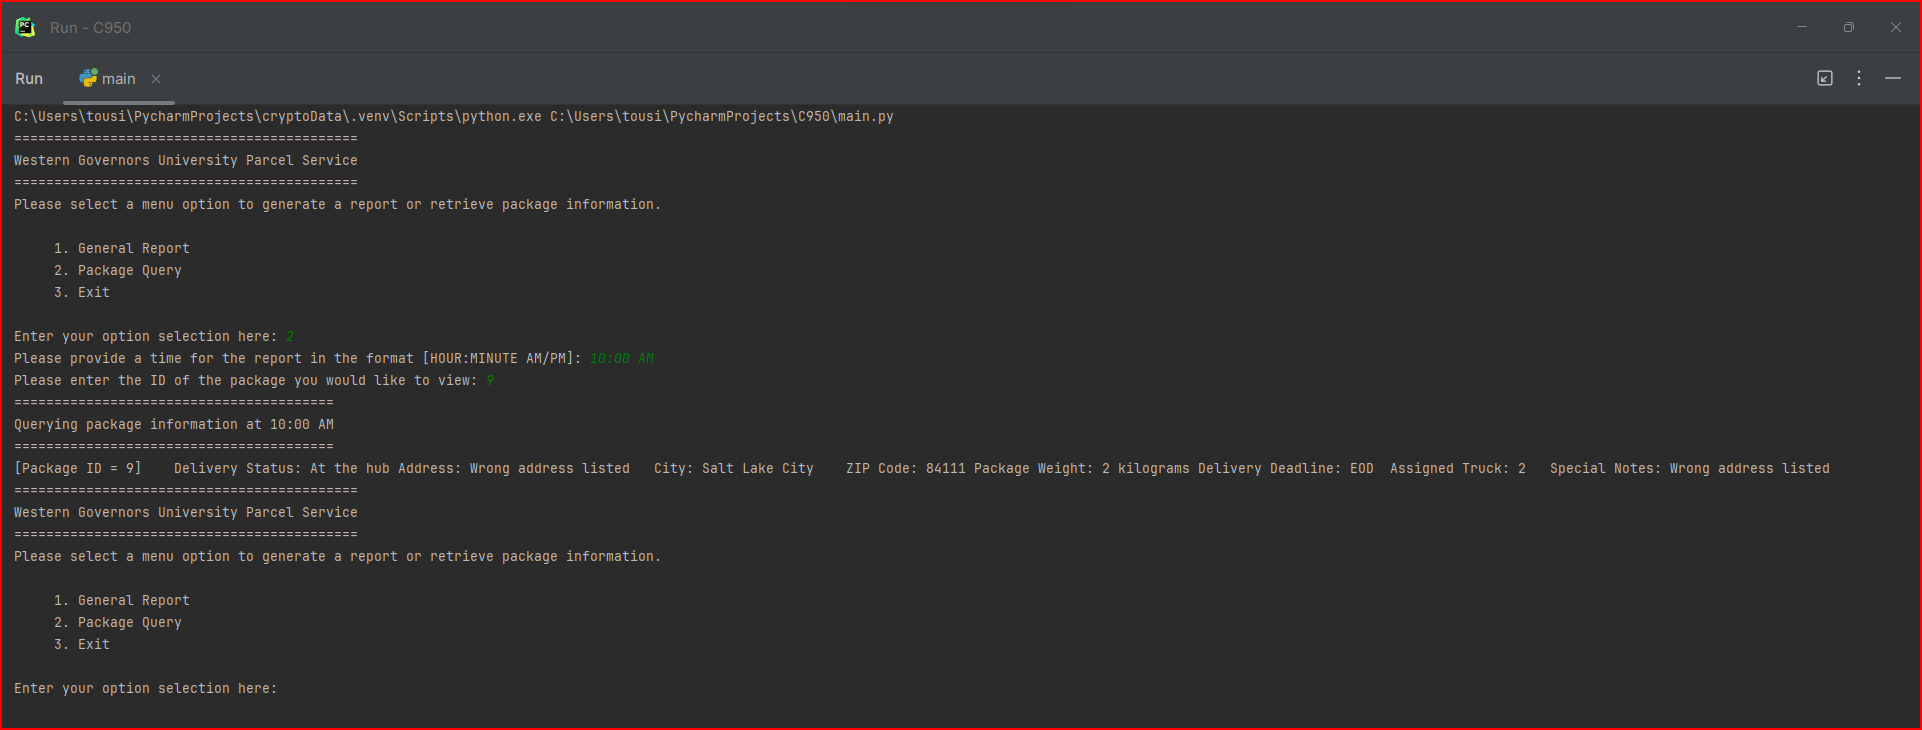 PC
Run - C950
Run main
C:\Users\tousi\PycharmProjects\cryptoData\.venv\Scripts\python.exe C:\Users\tousi\PycharmProjects\C950\main.py
===========================================
Western Governors University Parcel Service
===========================================
Please select a menu option to generate a report or retrieve package information.
1. General Report
2. Package Query
3. Exit
Enter your option selection here: 2
Please provide a time for the report in the format [HOUR:MINUTE AM/PM]: 10:00 AM
Please enter the ID of the package you would like to view: 9
========================================
Querying package information at 10:00 AM
========================================
[Package ID = 9]    Delivery Status: At the hub Address: Wrong address listed   City: Salt Lake City    ZIP Code: 84111 Package Weight: 2 kilograms Delivery Deadline: EOD  Assigned Truck: 2   Special Notes: Wrong address listed
===========================================
Western Governors University Parcel Service
===========================================
Please select a menu option to generate a report or retrieve package information.
1. General Report
2. Package Query
3. Exit
Enter your option selection here: